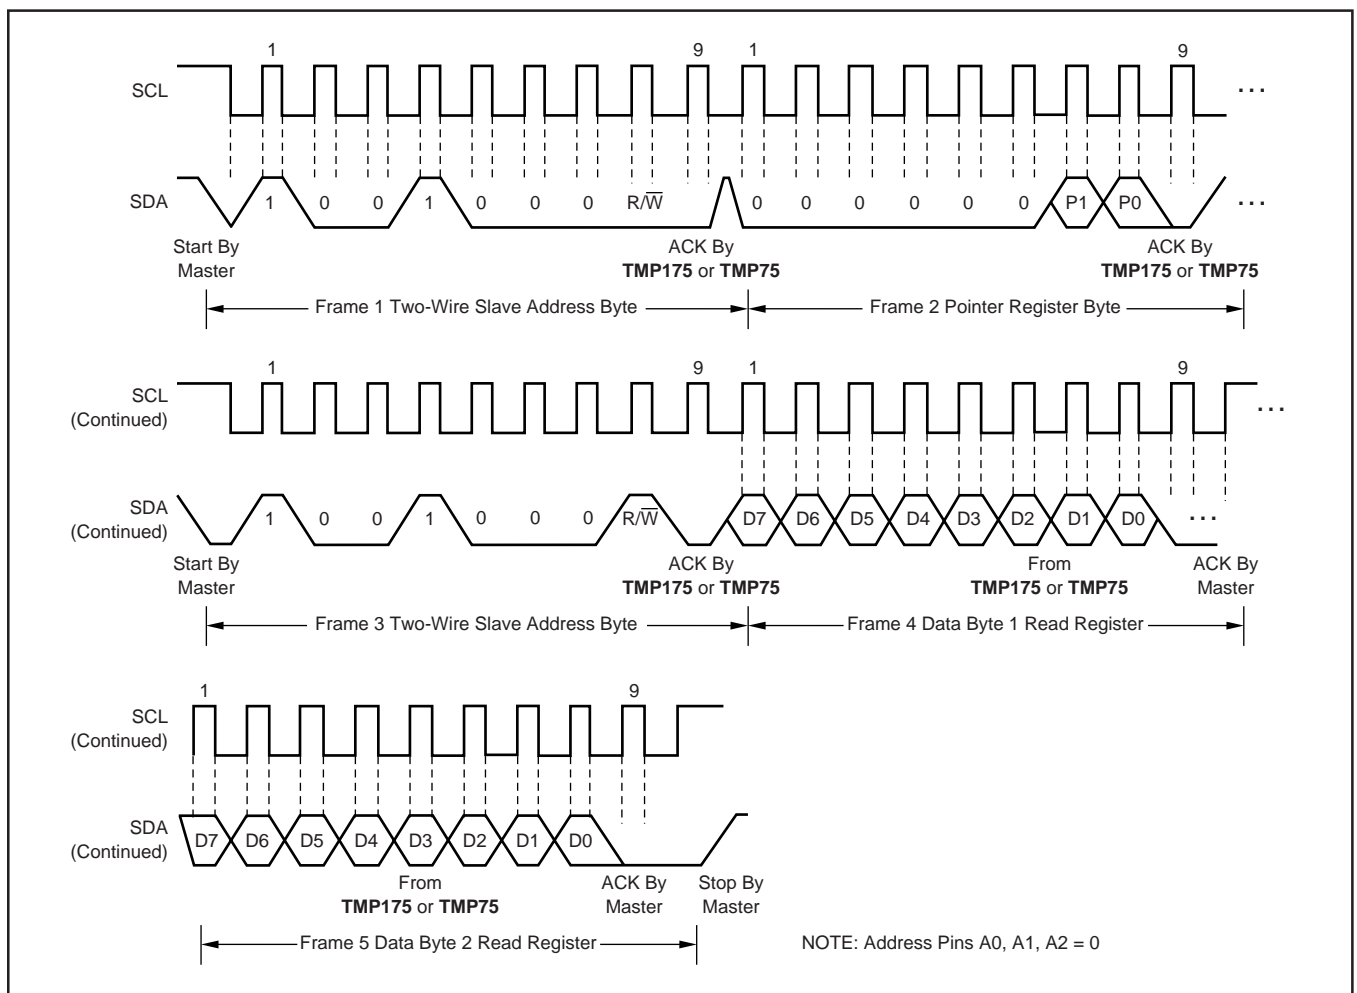 1 9 1 9
SCL ...
SDA 1 0 0 1 0 0 0 R/W̅ 0 0 0 0 0 0 P1 P0 ...
Start By Master
ACK By TMP175 or TMP75
ACK By TMP175 or TMP75
Frame 1 Two-Wire Slave Address Byte
Frame 2 Pointer Register Byte
1 9 1 9
SCL (Continued) ...
SDA (Continued) 1 0 0 1 0 0 0 R/W̅ D7 D6 D5 D4 D3 D2 D1 D0 ...
Start By Master
ACK By TMP175 or TMP75
From TMP175 or TMP75
ACK By Master
Frame 3 Two-Wire Slave Address Byte
Frame 4 Data Byte 1 Read Register
1 9
SCL (Continued)
SDA (Continued) D7 D6 D5 D4 D3 D2 D1 D0
From TMP175 or TMP75
ACK By Master
Stop By Master
Frame 5 Data Byte 2 Read Register
NOTE: Address Pins A0, A1, A2 = 0